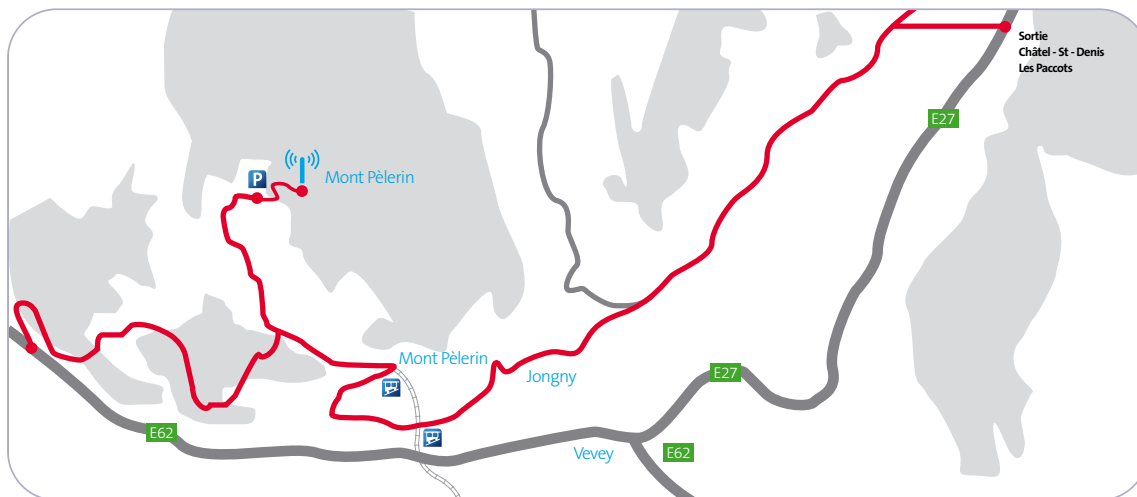 Sortie
Châtel - St - Denis
Les Paccots
E27
P
Mont Pèlerin
Mont Pèlerin
Jongny
E27
E62
Vevey
E62